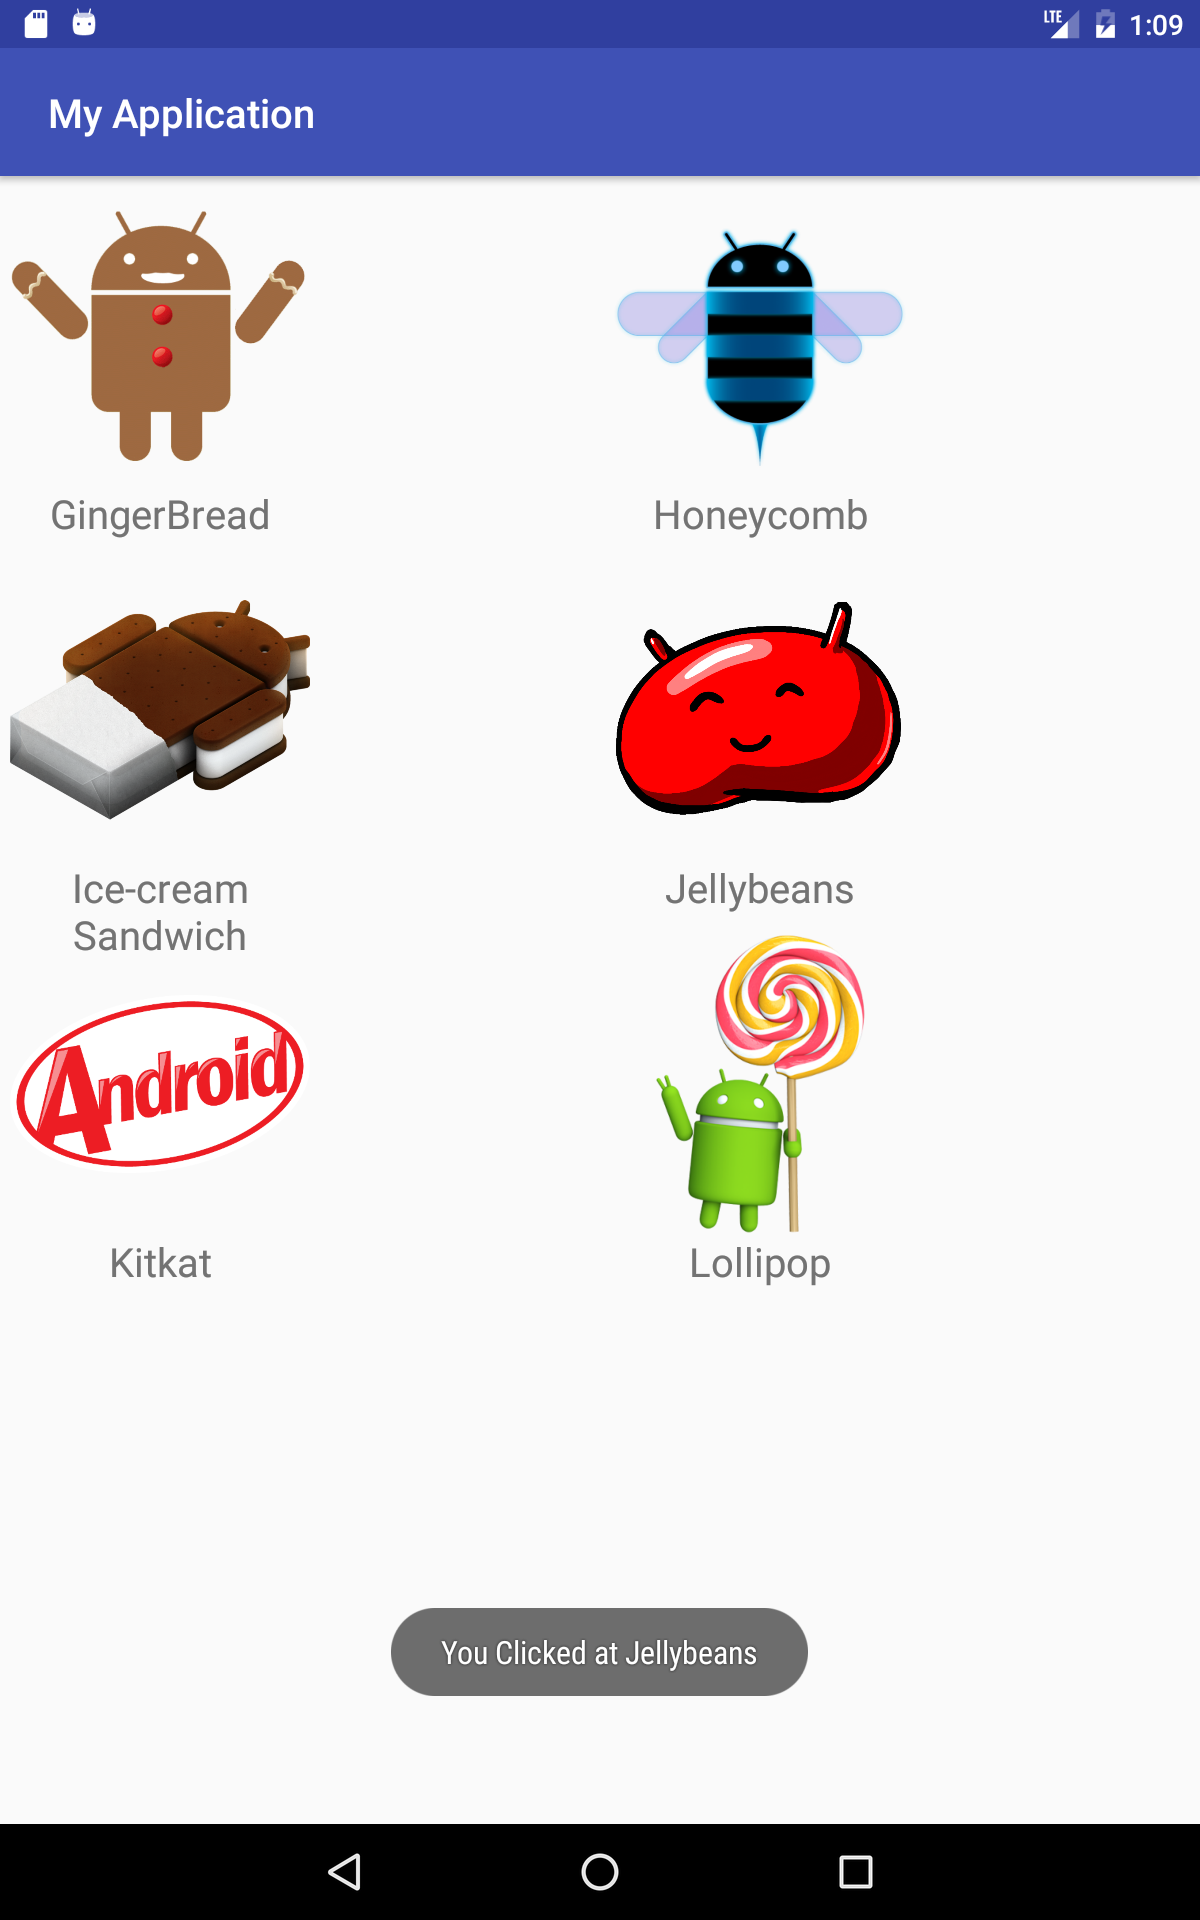 LTE 1:09
My Application
GingerBread
Honeycomb
Ice-cream
Sandwich
Jellybeans
Android
Kitkat
Lollipop
You Clicked at Jellybeans